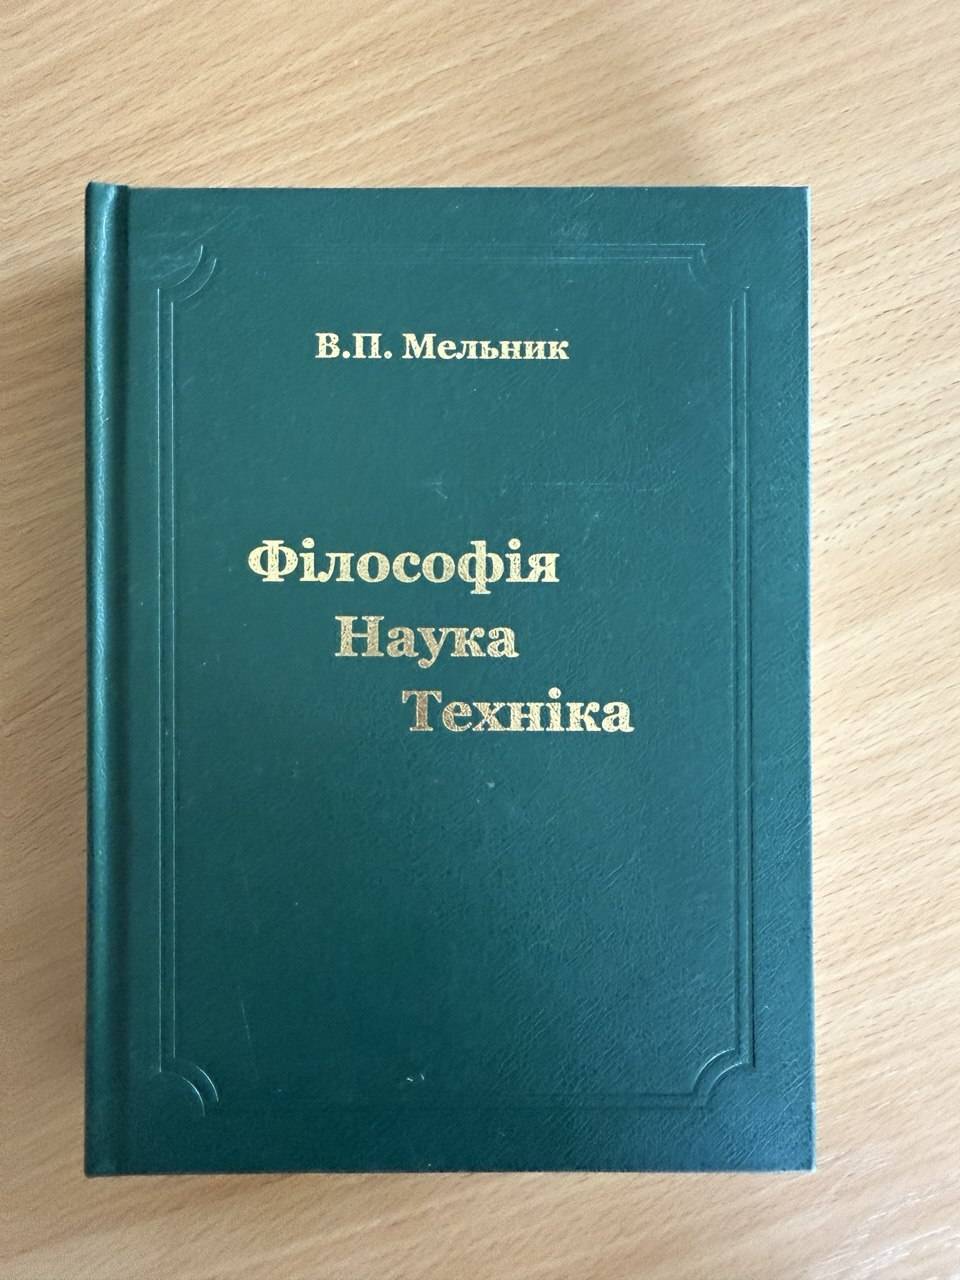 В.П. Мельник
Філософія
Наука
Техніка